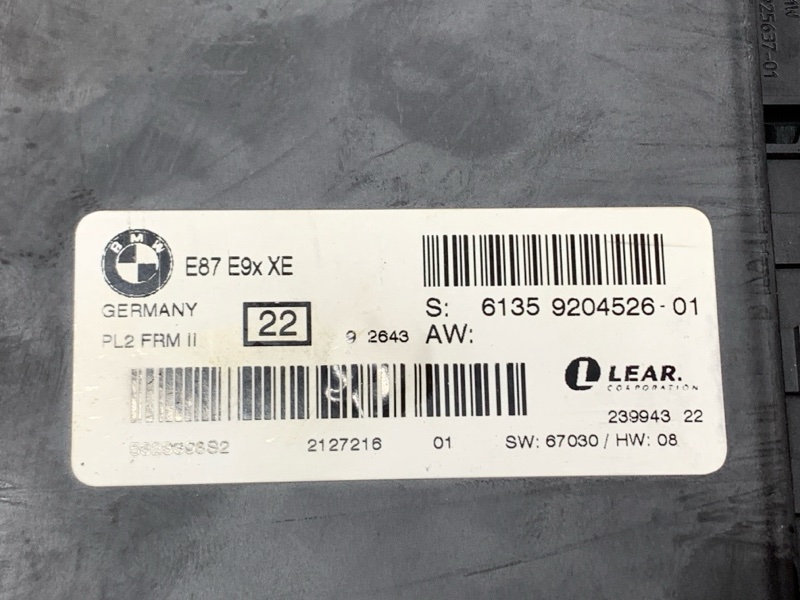 BMW
E87 E9x XE
GERMANY
PL2 FRM II
22
9 2643
S: 6135 9204526-01
AW:
LEAR.
CORPORATION
239943 22
2127216 01 SW: 67030 / HW: 08